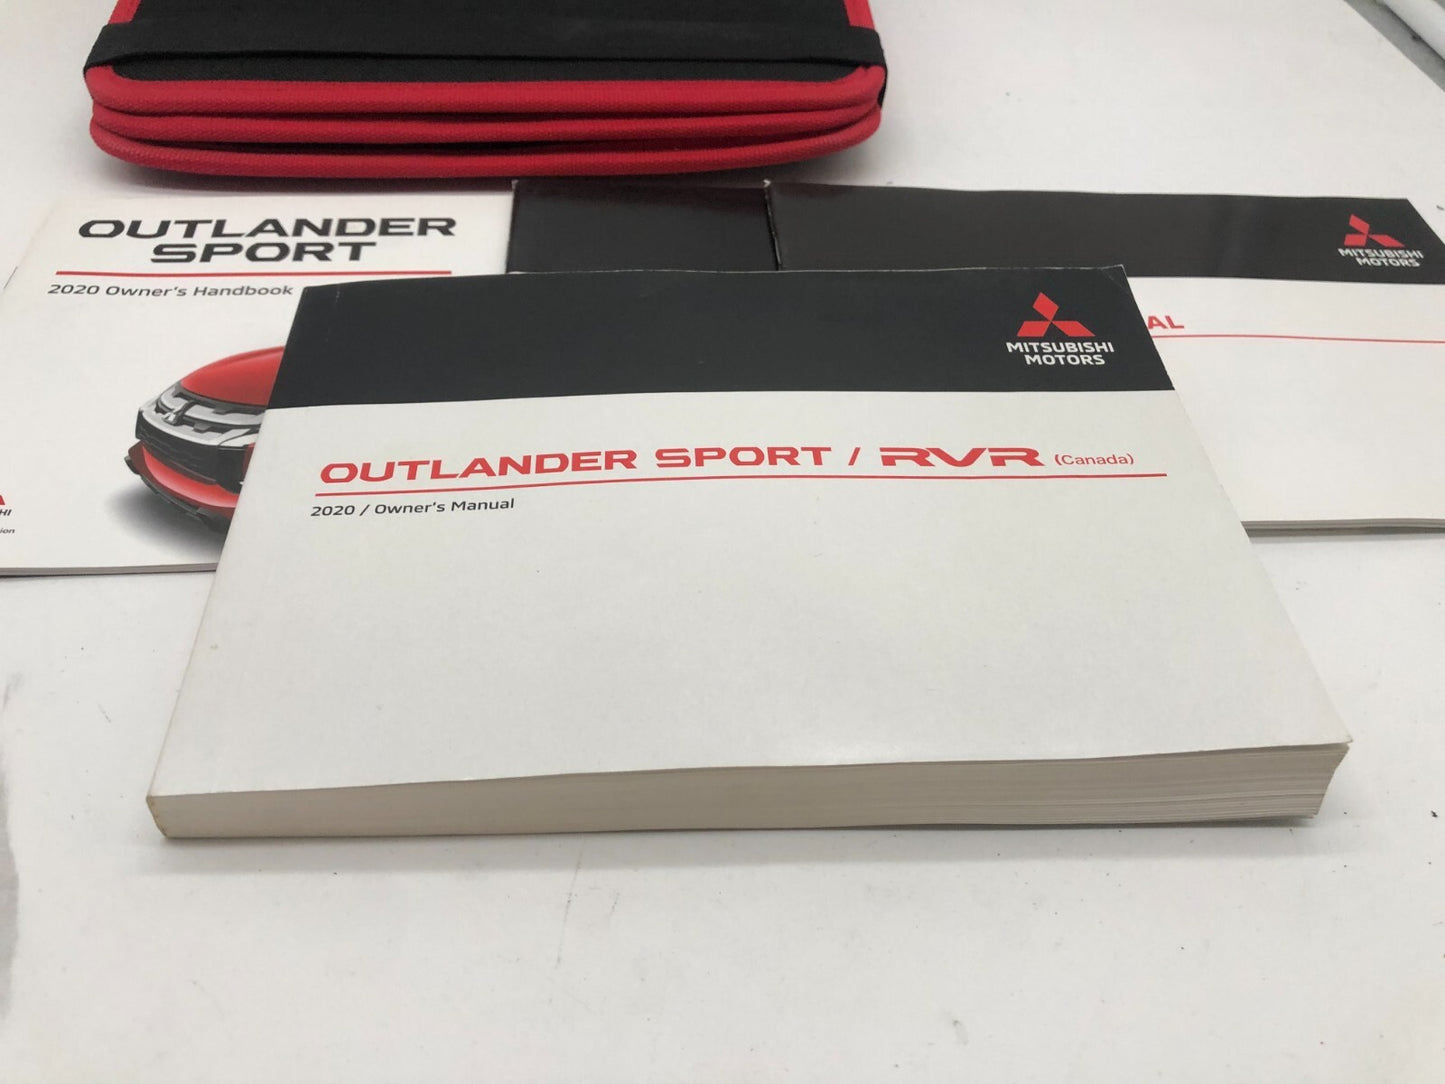 OUTLANDER
SPORT
2020 Owner's Handbook
MITSUBISHI
MOTORS
AL
MITSUBISHI
MOTORS
OUTLANDER SPORT / RVR (Canada)
2020 / Owner's Manual